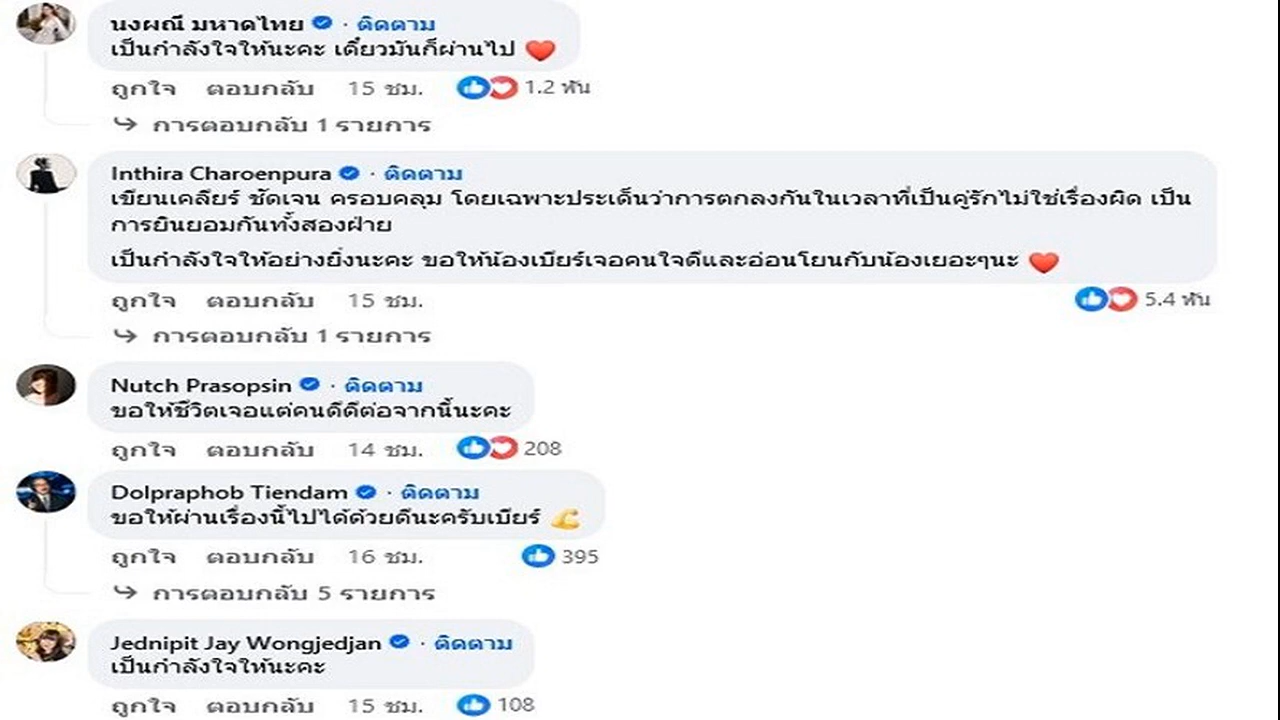 นงผณี มหาดไทย · ติดตาม
เป็นกำลังใจให้นะคะ เดี๋ยวมันก็ผ่านไป ❤️
ถูกใจ ตอบกลับ 15 ชม. 1.2 พัน
การตอบกลับ 1 รายการ
Inthira Charoenpura · ติดตาม
เขียนเคลียร์ ชัดเจน ครอบคลุม โดยเฉพาะประเด็นว่าการตกลงกันในเวลาที่เป็นคู่รักไม่ใช่เรื่องผิด เป็น
การยินยอมกันทั้งสองฝ่าย
เป็นกำลังใจให้อย่างยิ่งนะคะ ขอให้น้องเบียร์เจอคนใจดีและอ่อนโยนกับน้องเยอะๆนะ ❤️
ถูกใจ ตอบกลับ 15 ชม. 5.4 พัน
การตอบกลับ 1 รายการ
Nutch Prasopsin · ติดตาม
ขอให้ชีวิตเจอแต่คนดีดีต่อจากนี้นะคะ
ถูกใจ ตอบกลับ 14 ชม. 208
Dolpraphob Tiendam · ติดตาม
ขอให้ผ่านเรื่องนี้ไปได้ด้วยดีนะครับเบียร์ 💪
ถูกใจ ตอบกลับ 16 ชม. 395
การตอบกลับ 5 รายการ
Jednipit Jay Wongjedjan · ติดตาม
เป็นกำลังใจให้นะคะ
ถูกใจ ตอบกลับ 15 ชม. 108